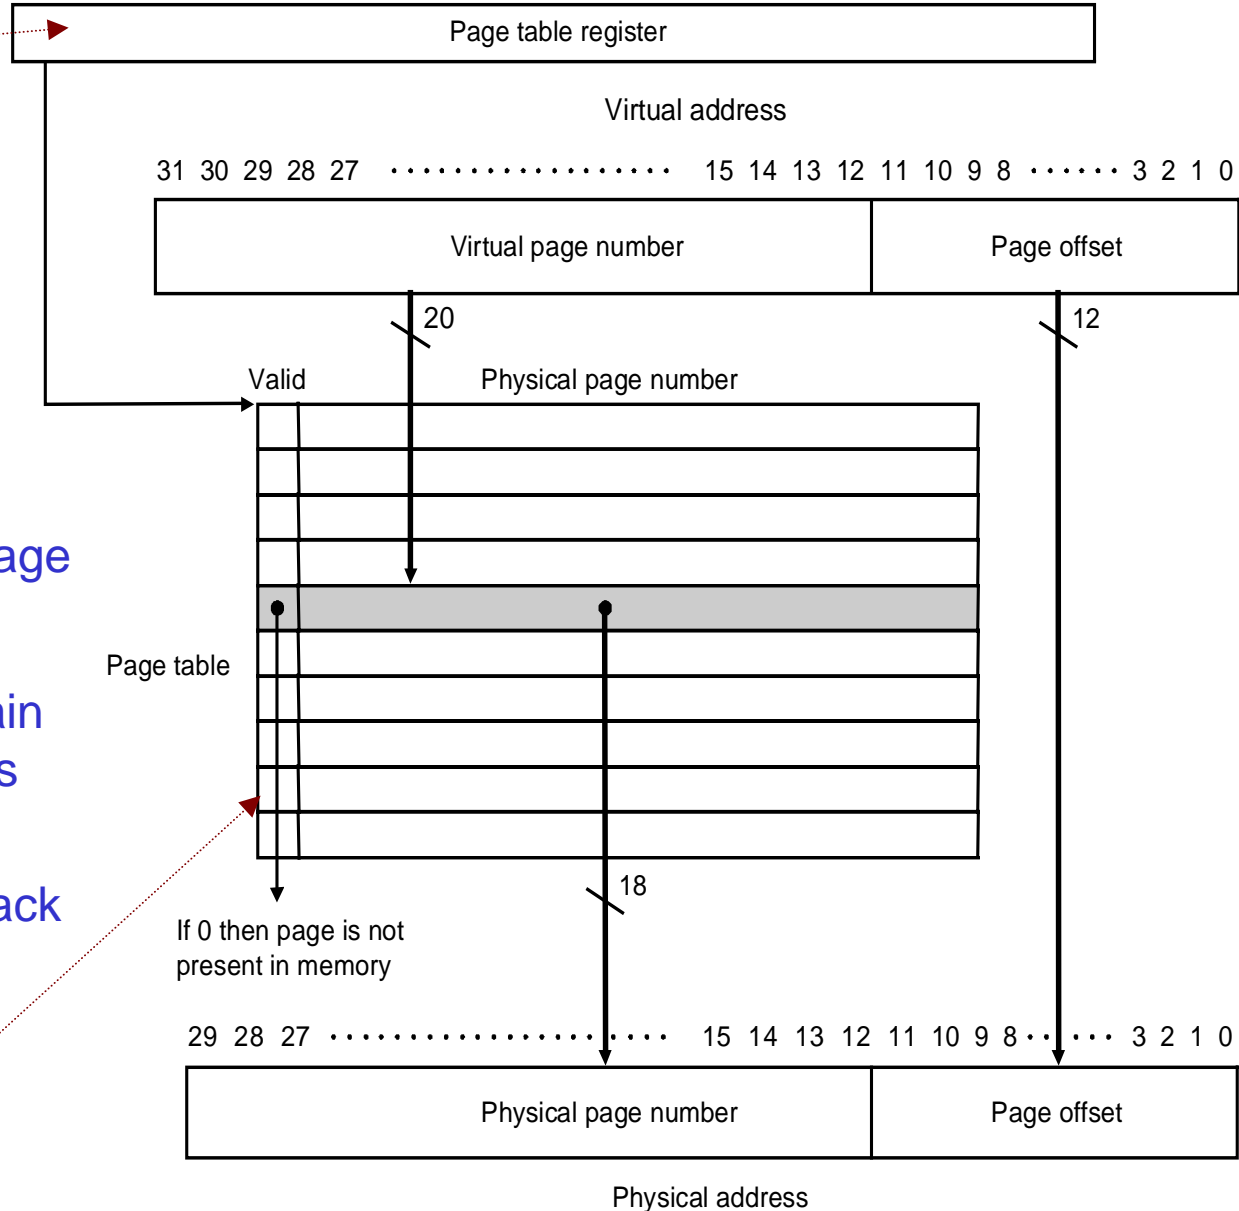 Page table register
Virtual address
31 30 29 28 27 ................. 15 14 13 12 11 10 9 8 ...... 3 2 1 0
Virtual page number Page offset
20 12
Valid Physical page number
Page table
18
If 0 then page is not
present in memory
29 28 27 .................... 15 14 13 12 11 10 9 8 ...... 3 2 1 0
Physical page number Page offset
Physical address